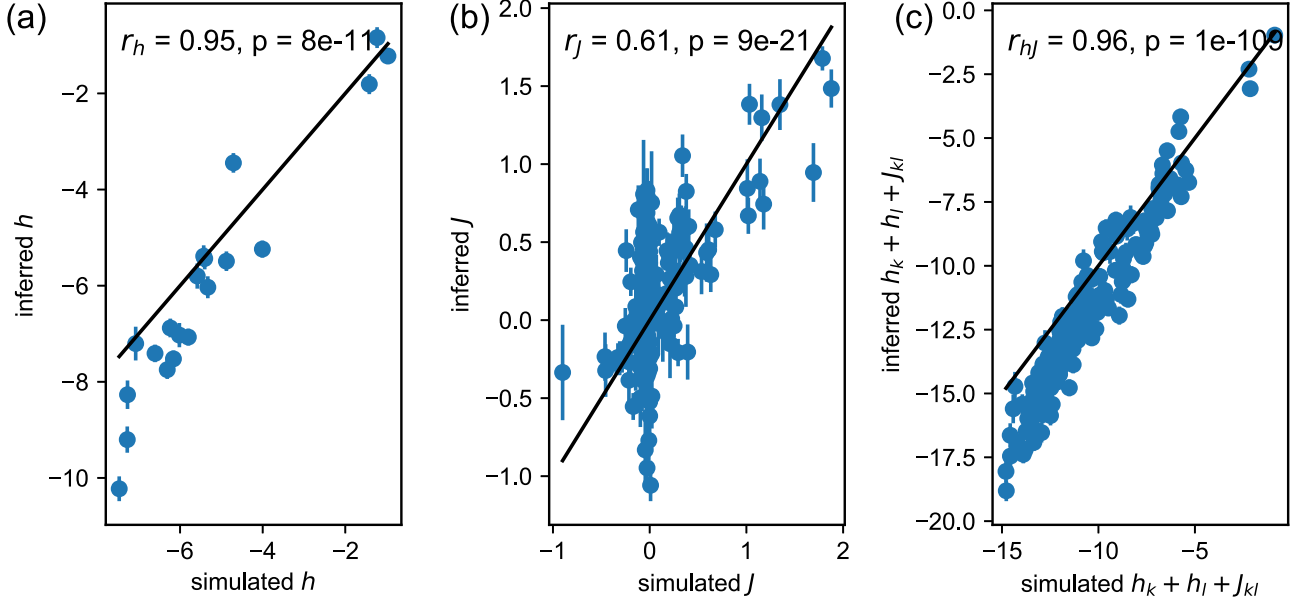 (a)
r_h = 0.95, p = 8e-11
−2
−4
−6
−8
−10
inferred h
−6
−4
−2
simulated h
(b)
r_J = 0.61, p = 9e-21
2.0
1.5
1.0
0.5
0.0
−0.5
−1.0
inferred J
−1
0
1
2
simulated J
(c)
r_hJ = 0.96, p = 1e-109
0.0
−2.5
−5.0
−7.5
−10.0
−12.5
−15.0
−17.5
−20.0
inferred h_k + h_l + J_kl
−15
−10
−5
simulated h_k + h_l + J_kl